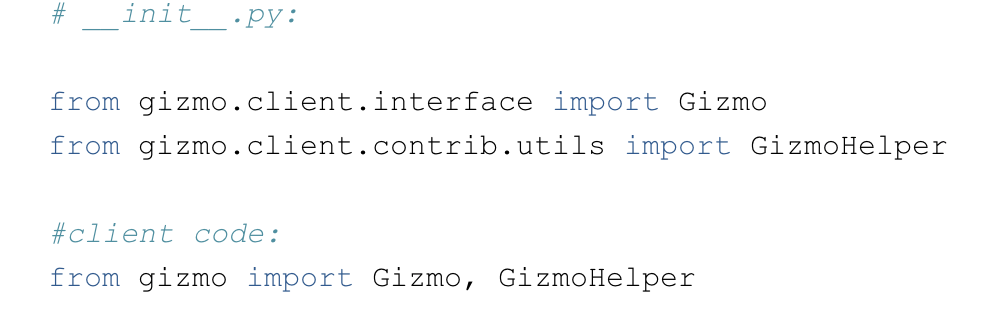 # __init__.py:
from gizmo.client.interface import Gizmo
from gizmo.client.contrib.utils import GizmoHelper
#client code:
from gizmo import Gizmo, GizmoHelper